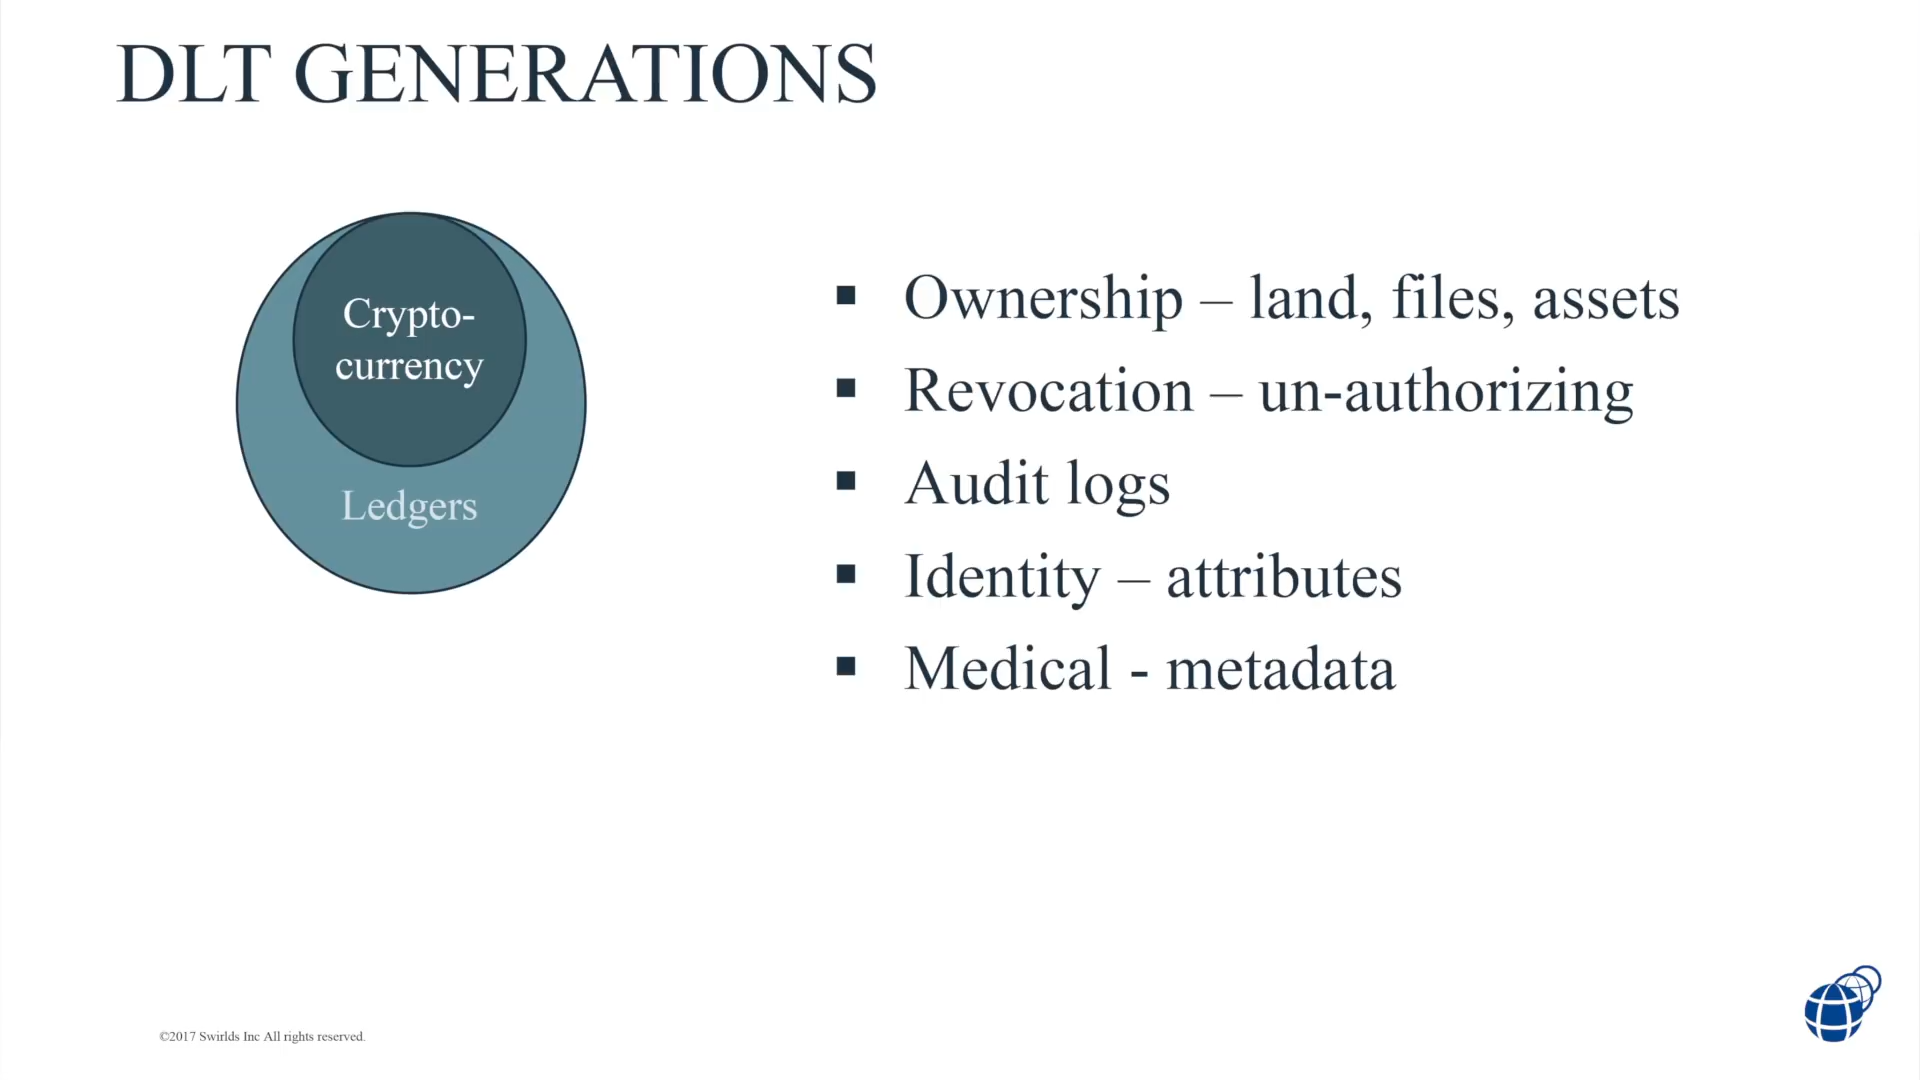 DLT GENERATIONS
Crypto-
currency
Ledgers
▪ Ownership – land, files, assets
▪ Revocation – un-authorizing
▪ Audit logs
▪ Identity – attributes
▪ Medical - metadata
©2017 Swirlds Inc All rights reserved.